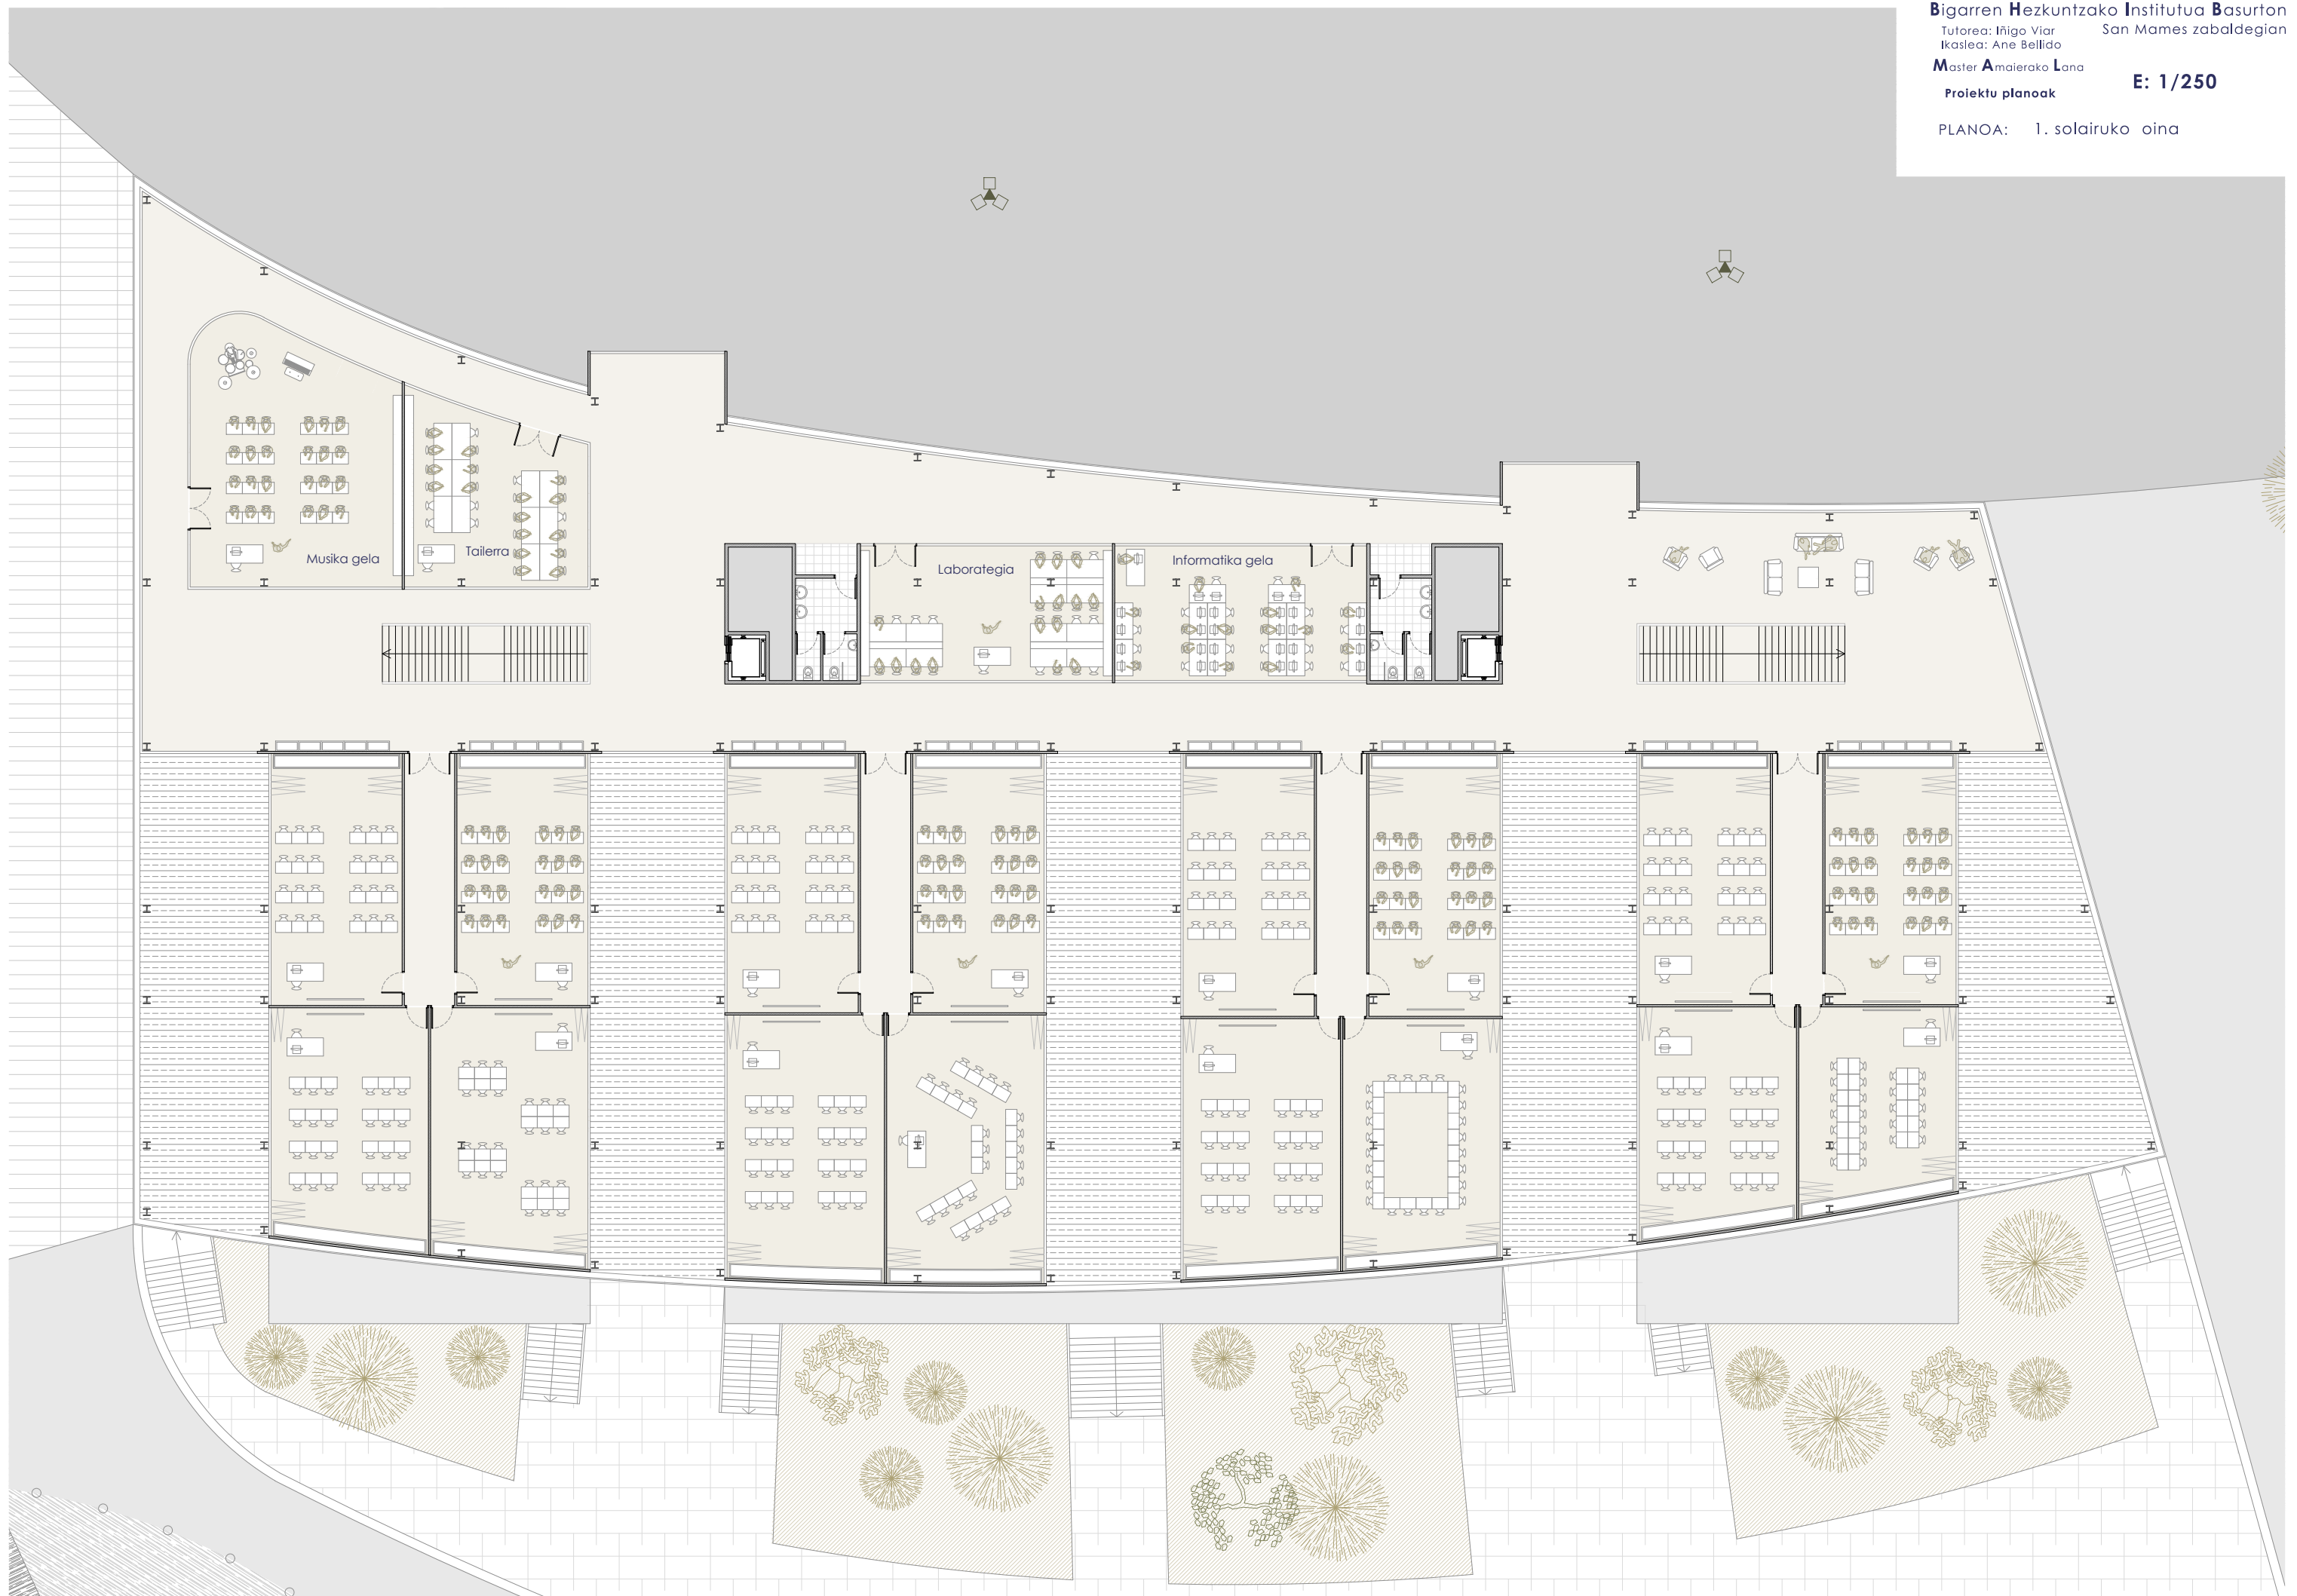 Bigarren Hezkuntzako Institutua Basurton
Tutorea: Iñigo Viar San Mames zabaldegian
Ikaslea: Ane Bellido
Master Amaierako Lana
E: 1/250
Proiektu planoak
PLANOA: 1. solairuko oina
Musika gela
Tailerra
Laborategia
Informatika gela